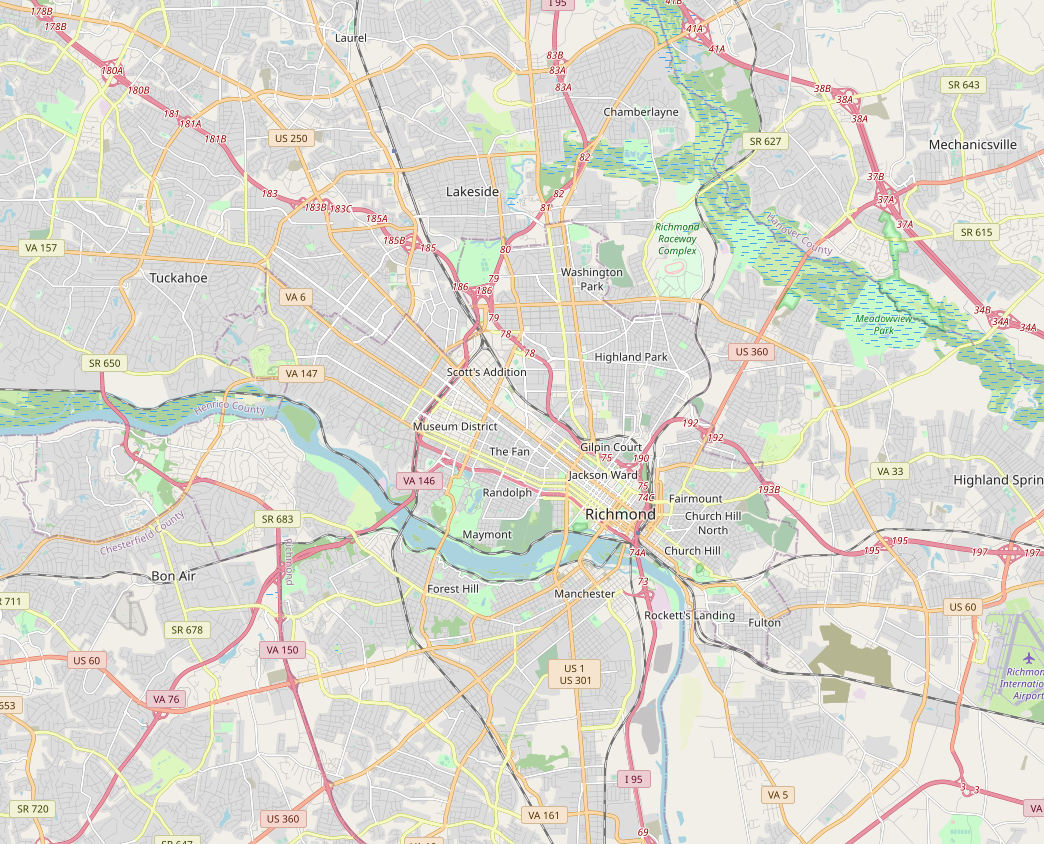 I 95
41B
178B
178B
41A
41A
Laurel
83B
83A
83A
180A
180B
38B
38A
38A
SR 643
Chamberlayne
181
181A
181B
US 250
SR 627
Mechanicsville
82
37B
37A
37A
Lakeside
183
183B
183C
185A
82
81
185B
185
80
Richmond
Raceway
Complex
Hanover County
SR 615
VA 157
Tuckahoe
Washington
Park
79
186
186
VA 6
79
78
78
Meadowview
Park
34B
34A
34A
Highland Park
US 360
SR 650
VA 147
Scott's Addition
Henrico County
Museum District
192
192
The Fan
Gilpin Court
75
190
Jackson Ward
75
74C
VA 33
VA 146
Highland Sprin
193B
Randolph
Fairmount
Richmond
Church Hill
North
SR 683
Chesterfield County
Maymont
Church Hill
74A
195
195
197
197
Richmond
Bon Air
Forest Hill
Manchester
73
R 711
US 60
Rockett's Landing
Fulton
SR 678
VA 150
US 60
US 1
US 301
Richmon
Internatio
Airport
VA 76
653
I 95
VA 5
3
3
SR 720
US 360
VA 161
VA
69
SR 647